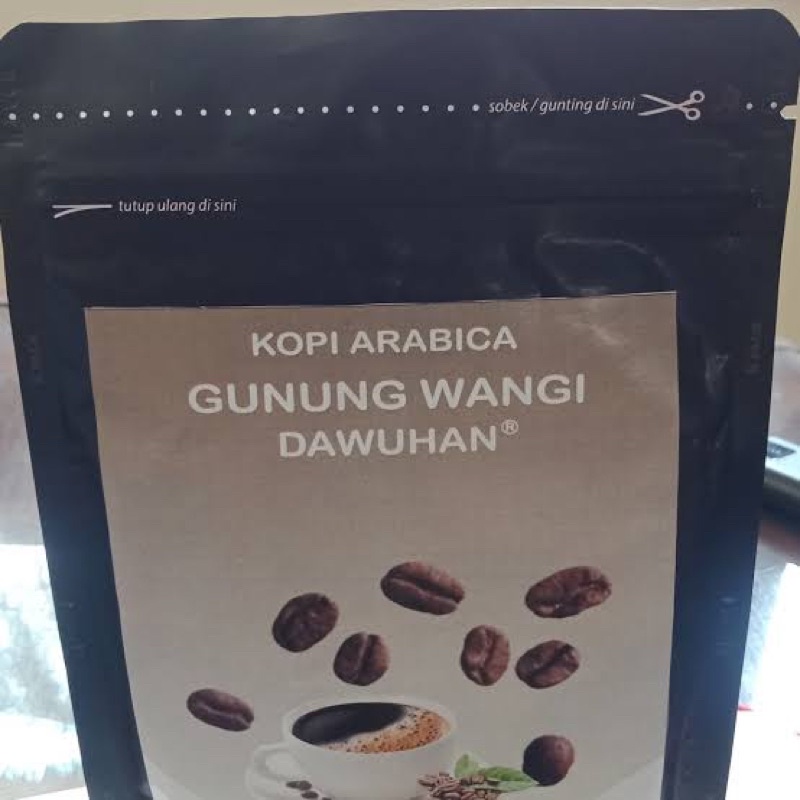 sobek / gunting di sini
tutup ulang di sini
KOPI ARABICA
GUNUNG WANGI
DAWUHAN®